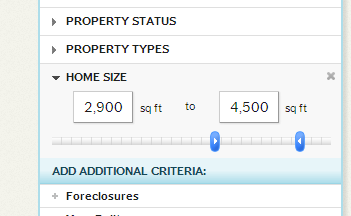 PROPERTY STATUS
PROPERTY TYPES
HOME SIZE
2,900 sq ft to 4,500 sq ft
ADD ADDITIONAL CRITERIA:
+ Foreclosures